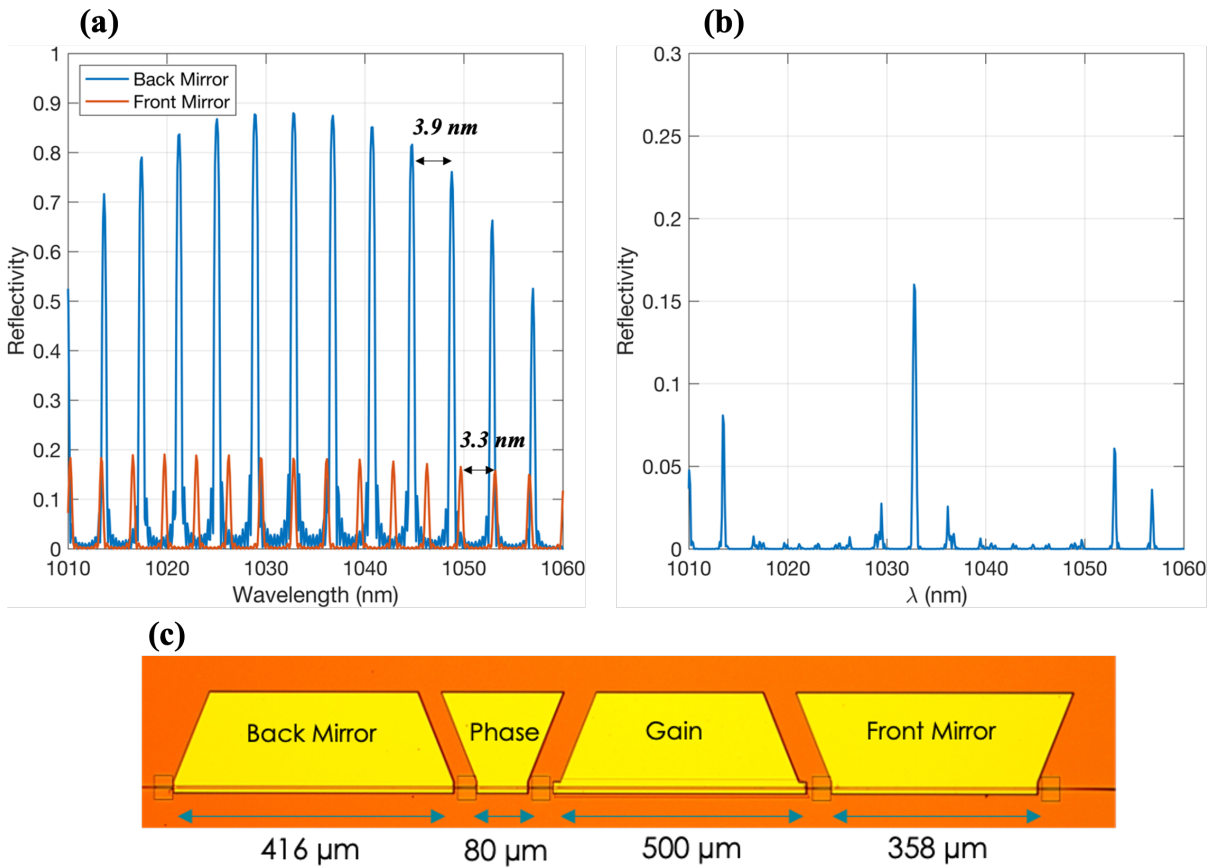 (a)
(b)
1
0.9
0.8
0.7
0.6
0.5
0.4
0.3
0.2
0.1
0
Reflectivity
Back Mirror
Front Mirror
3.9 nm
3.3 nm
1010 1020 1030 1040 1050 1060
Wavelength (nm)
0.3
0.25
0.2
0.15
0.1
0.05
0
Reflectivity
1010 1020 1030 1040 1050 1060
λ (nm)
(c)
Back Mirror Phase Gain Front Mirror
416 μm 80 μm 500 μm 358 μm